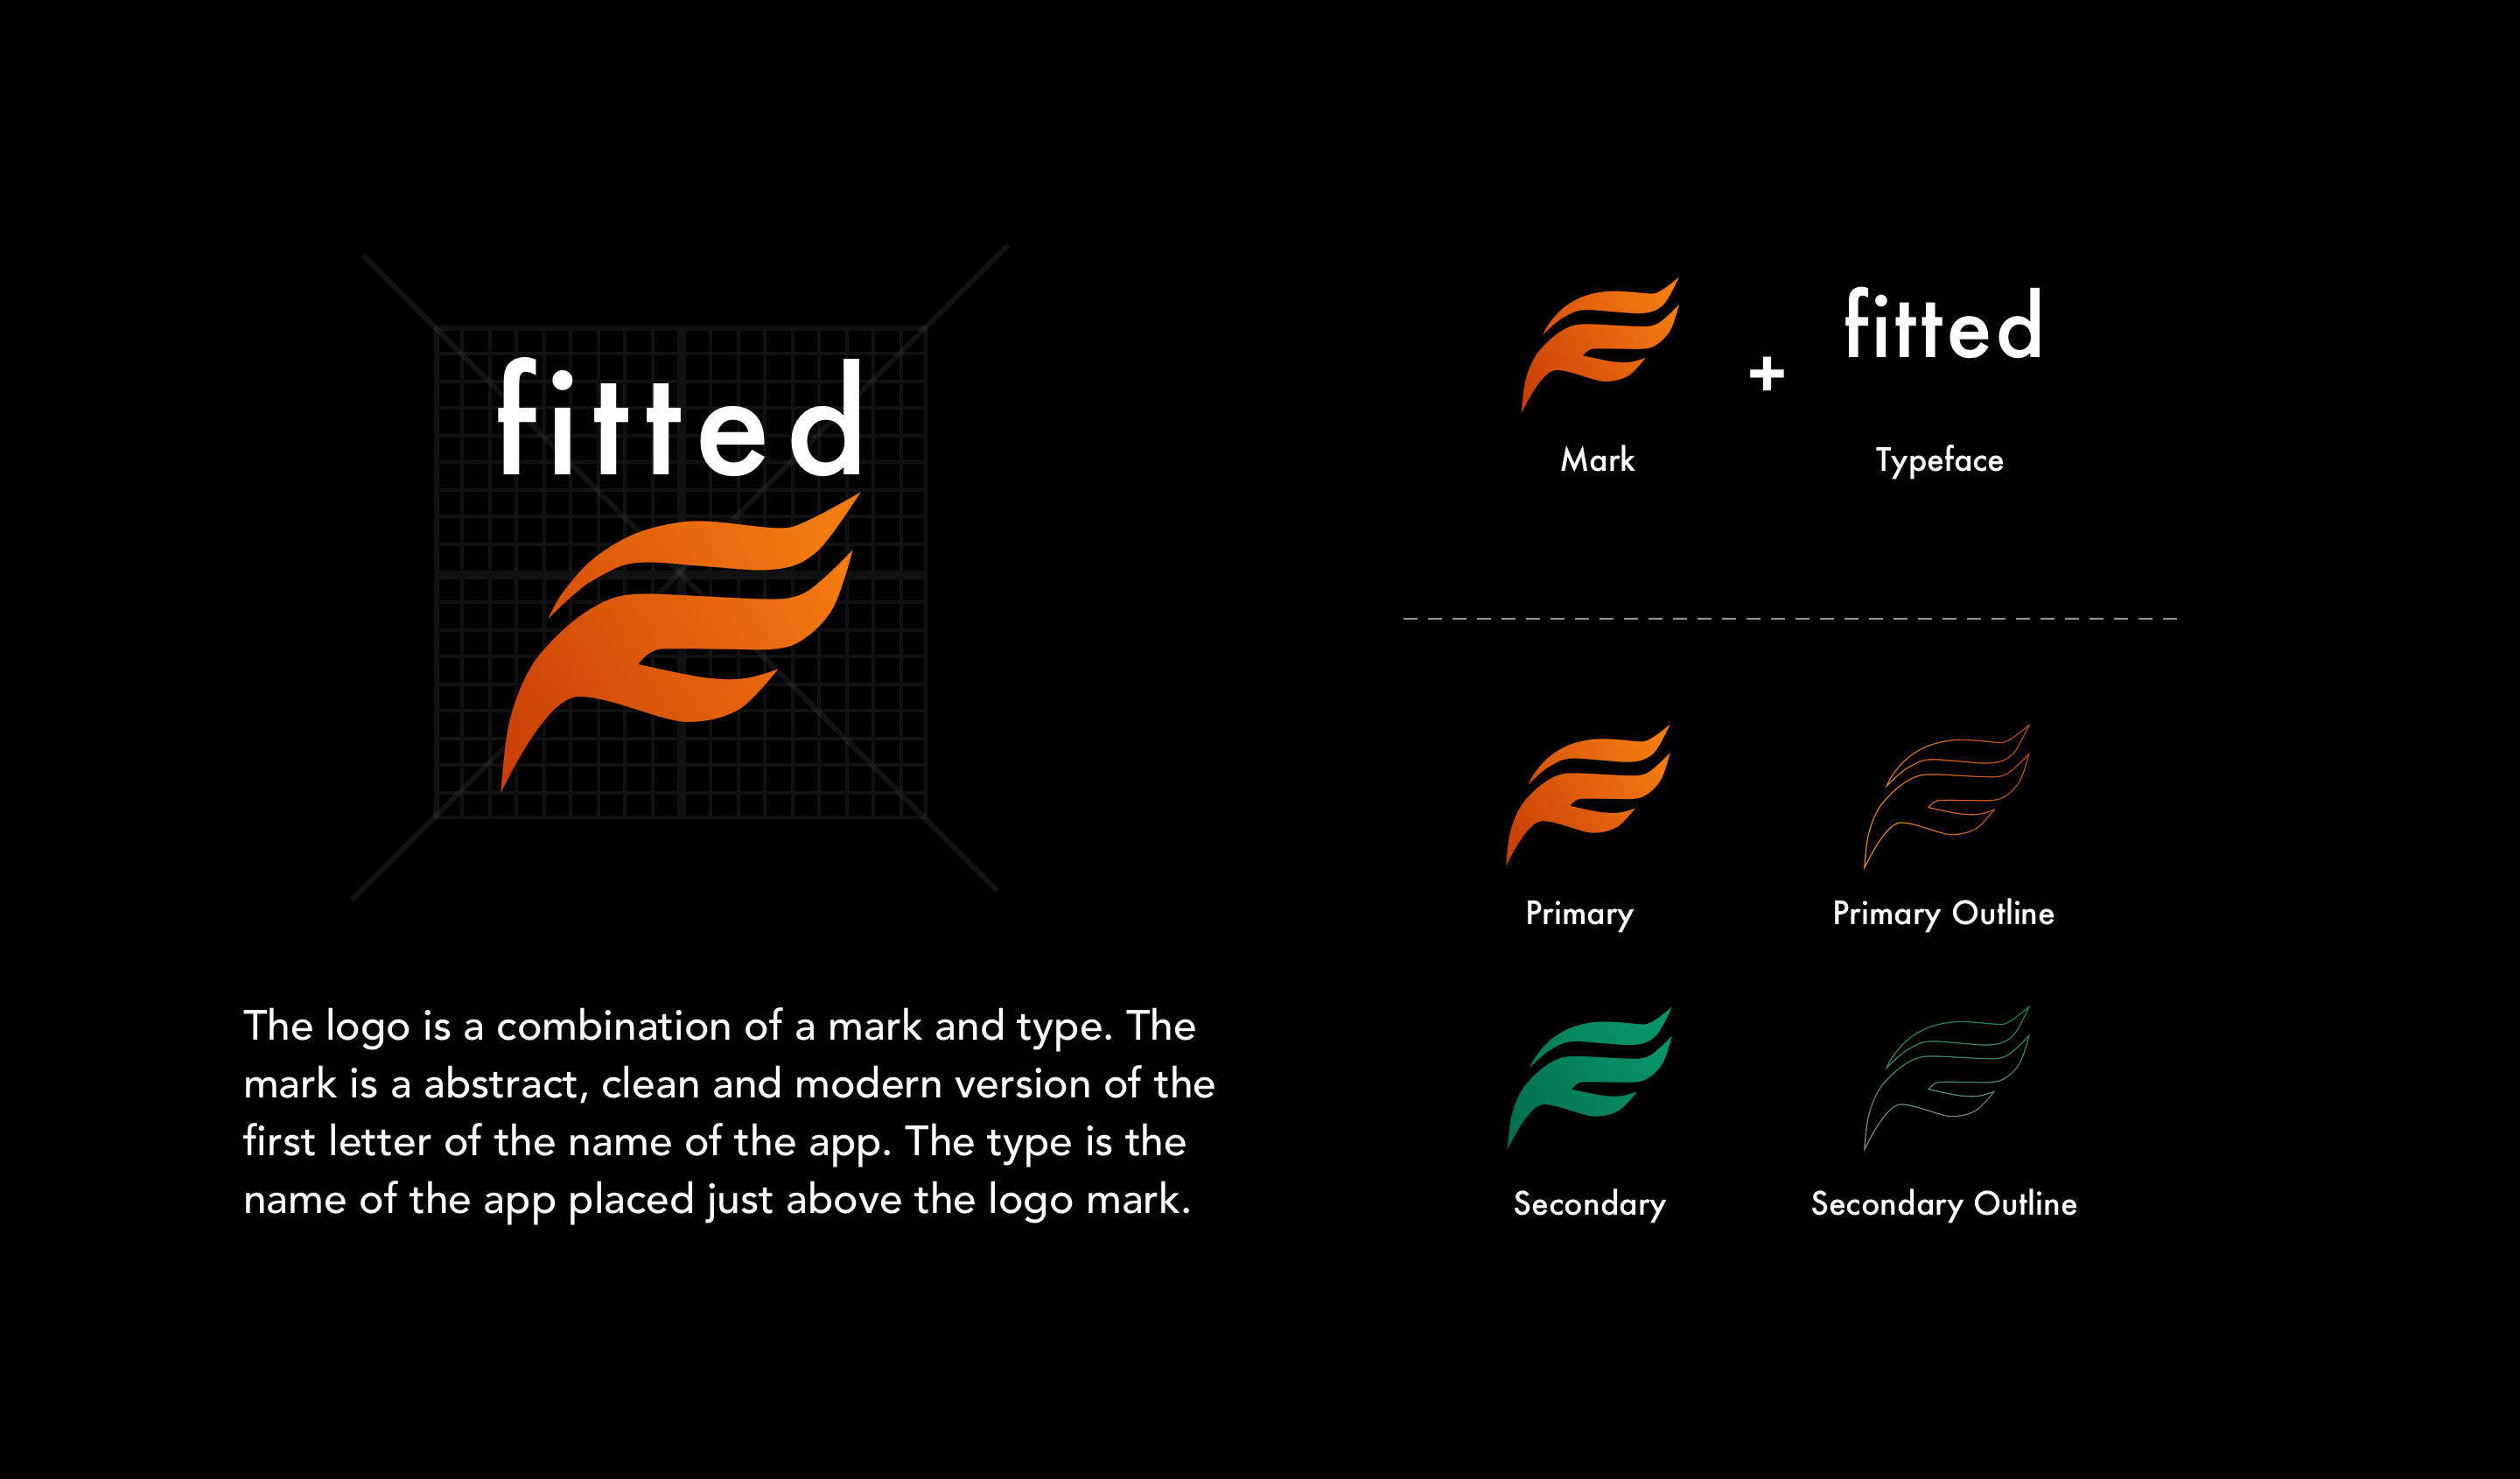 fitted
The logo is a combination of a mark and type. The
mark is a abstract, clean and modern version of the
first letter of the name of the app. The type is the
name of the app placed just above the logo mark.
+
fitted
Mark
Typeface
Primary
Primary Outline
Secondary
Secondary Outline